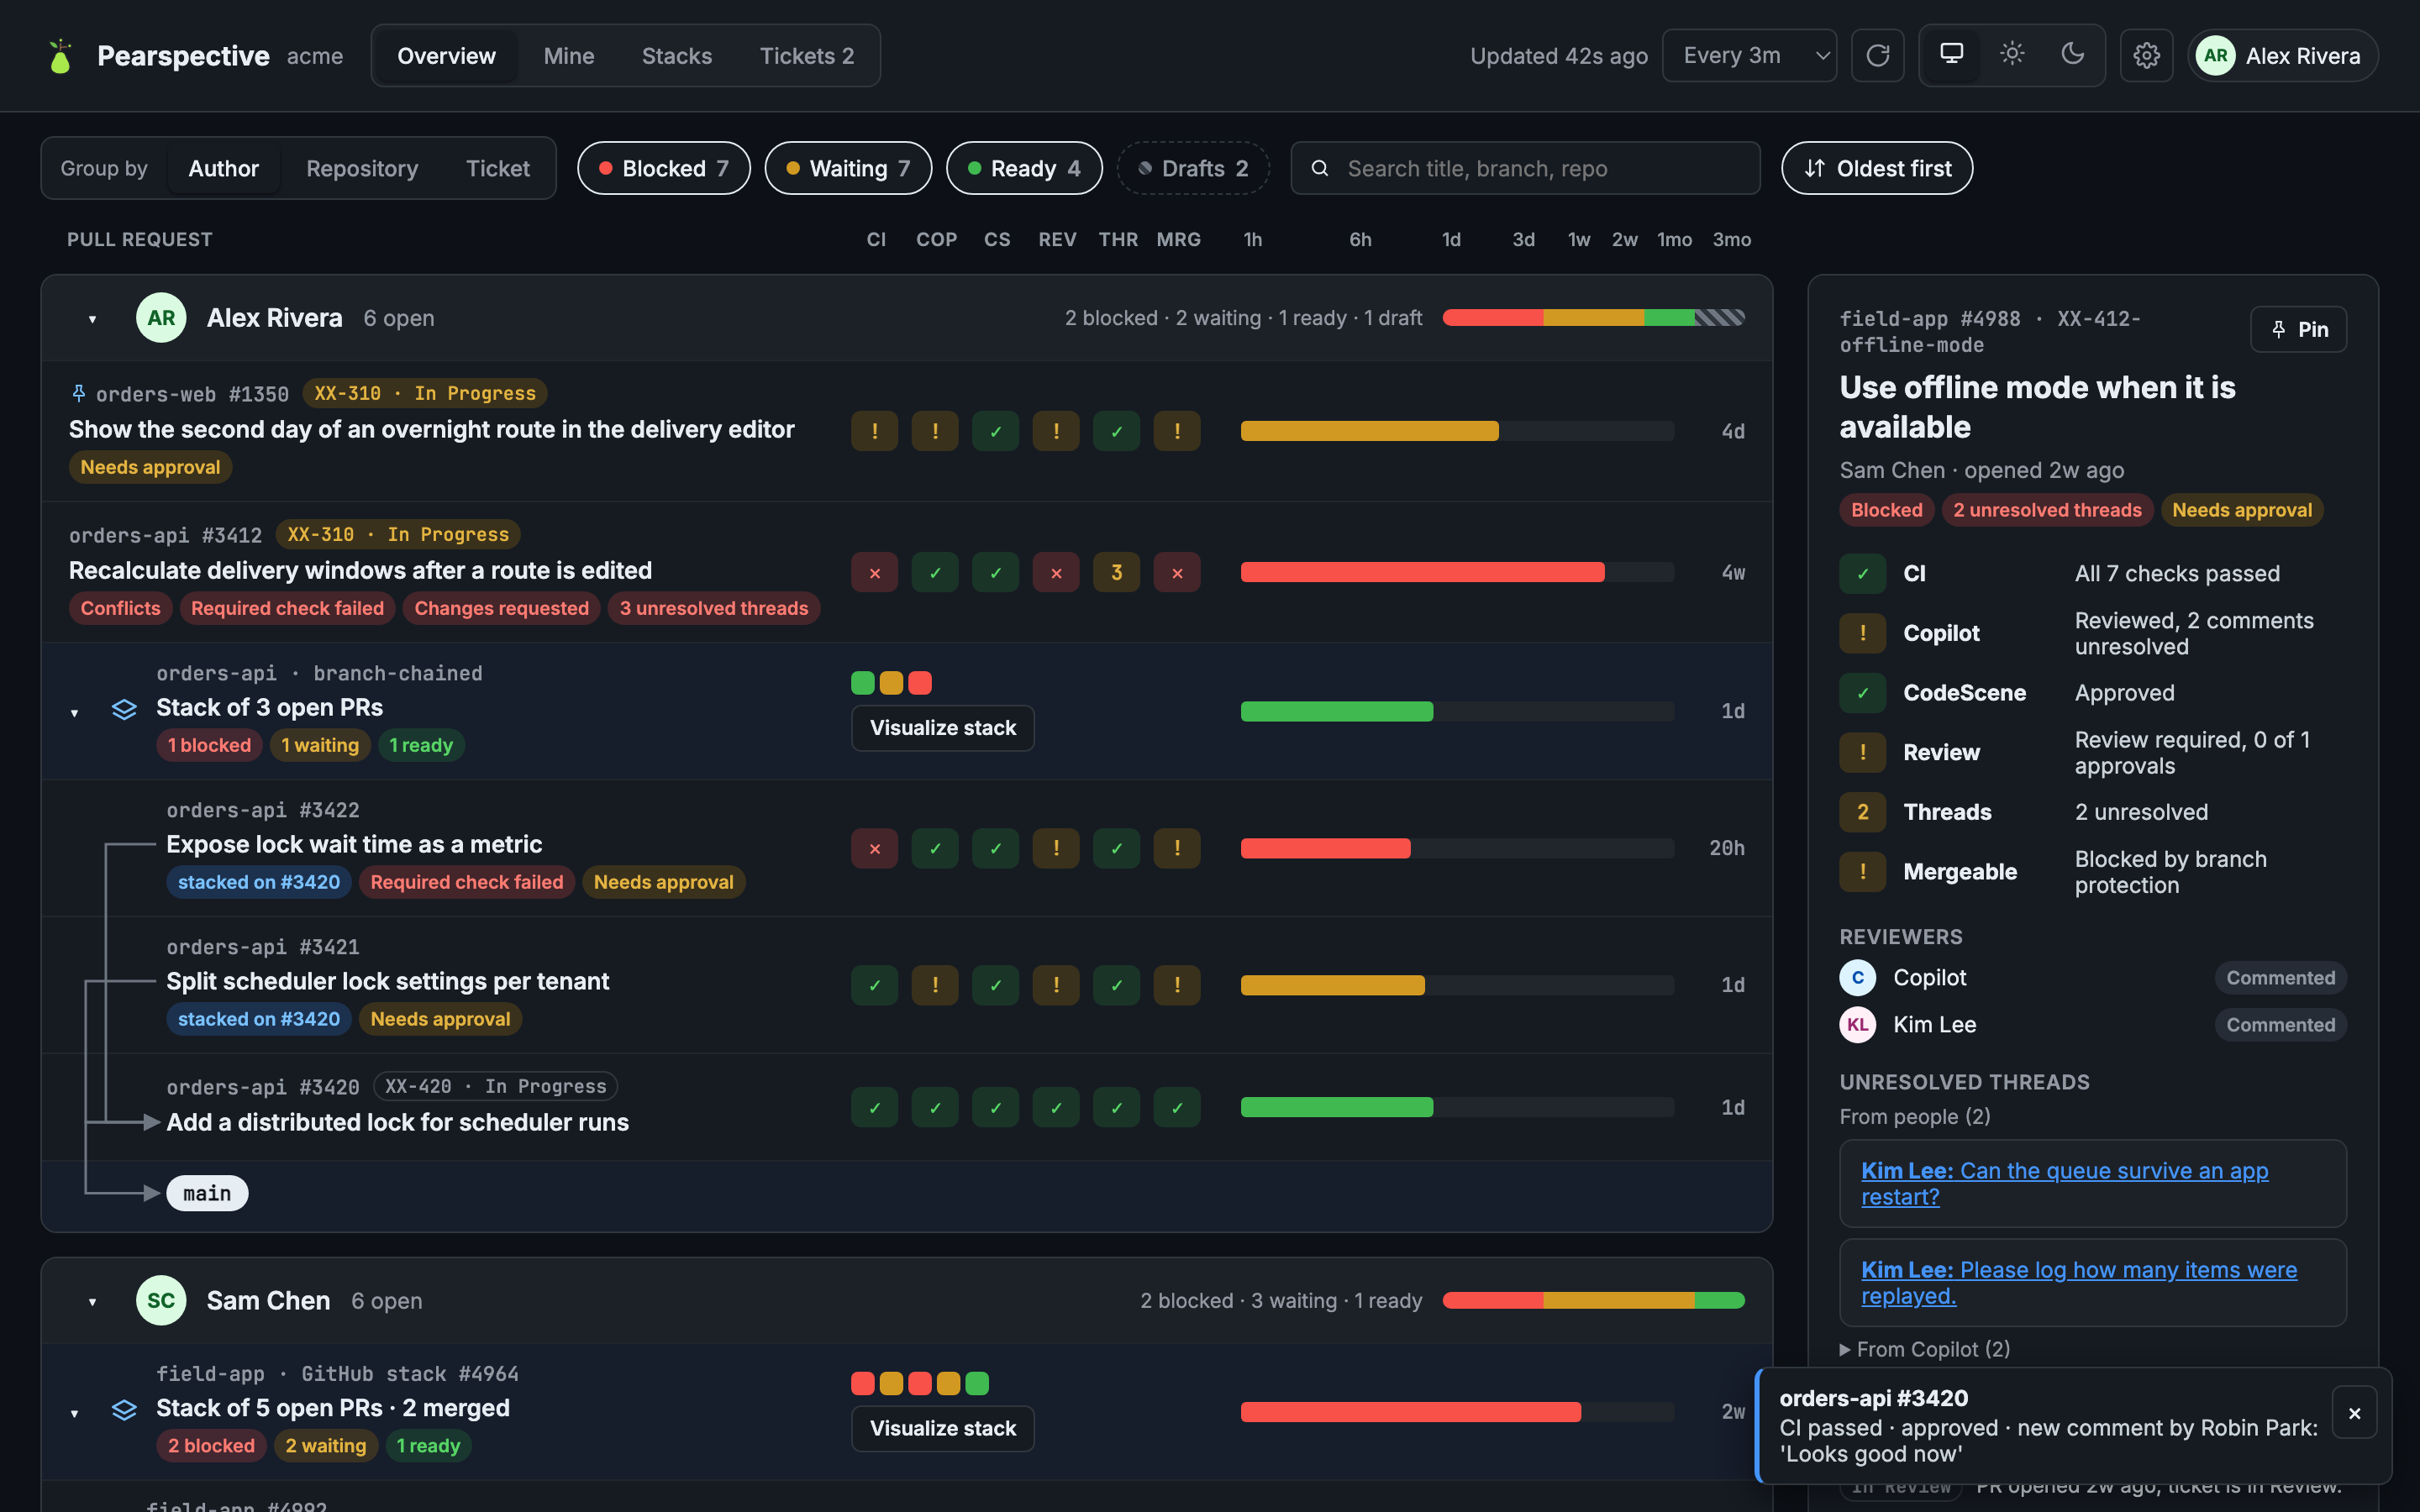 Pearspective acme Overview Mine Stacks Tickets 2 Updated 42s ago Every 3m AR Alex Rivera
Group by Author Repository Ticket Blocked 7 Waiting 7 Ready 4 Drafts 2 Search title, branch, repo Oldest first
PULL REQUEST CI COP CS REV THR MRG 1h 6h 1d 3d 1w 2w 1mo 3mo
AR Alex Rivera 6 open 2 blocked · 2 waiting · 1 ready · 1 draft
orders-web #1350 XX-310 · In Progress
Show the second day of an overnight route in the delivery editor ! ! ✓ ! ✓ ! 4d
Needs approval
orders-api #3412 XX-310 · In Progress
Recalculate delivery windows after a route is edited × ✓ ✓ × 3 × 4w
Conflicts Required check failed Changes requested 3 unresolved threads
orders-api · branch-chained
Stack of 3 open PRs Visualize stack 1d
1 blocked 1 waiting 1 ready
orders-api #3422
Expose lock wait time as a metric × ✓ ✓ ! ✓ ! 20h
stacked on #3420 Required check failed Needs approval
orders-api #3421
Split scheduler lock settings per tenant ✓ ! ✓ ! ✓ ! 1d
stacked on #3420 Needs approval
orders-api #3420 XX-420 · In Progress
Add a distributed lock for scheduler runs ✓ ✓ ✓ ✓ ✓ ✓ 1d
main
SC Sam Chen 6 open 2 blocked · 3 waiting · 1 ready
field-app · GitHub stack #4964
Stack of 5 open PRs · 2 merged Visualize stack 2w
2 blocked 2 waiting 1 ready
field-app #4992
field-app #4988 · XX-412-
offline-mode
Pin
Use offline mode when it is
available
Sam Chen · opened 2w ago
Blocked 2 unresolved threads Needs approval
✓ CI All 7 checks passed
! Copilot Reviewed, 2 comments
unresolved
✓ CodeScene Approved
! Review Review required, 0 of 1
approvals
2 Threads 2 unresolved
! Mergeable Blocked by branch
protection
REVIEWERS
C Copilot Commented
KL Kim Lee Commented
UNRESOLVED THREADS
From people (2)
Kim Lee: Can the queue survive an app
restart?
Kim Lee: Please log how many items were
replayed.
From Copilot (2)
orders-api #3420
CI passed · approved · new comment by Robin Park:
'Looks good now'
×
In Review PR opened 2w ago, ticket is in Review.